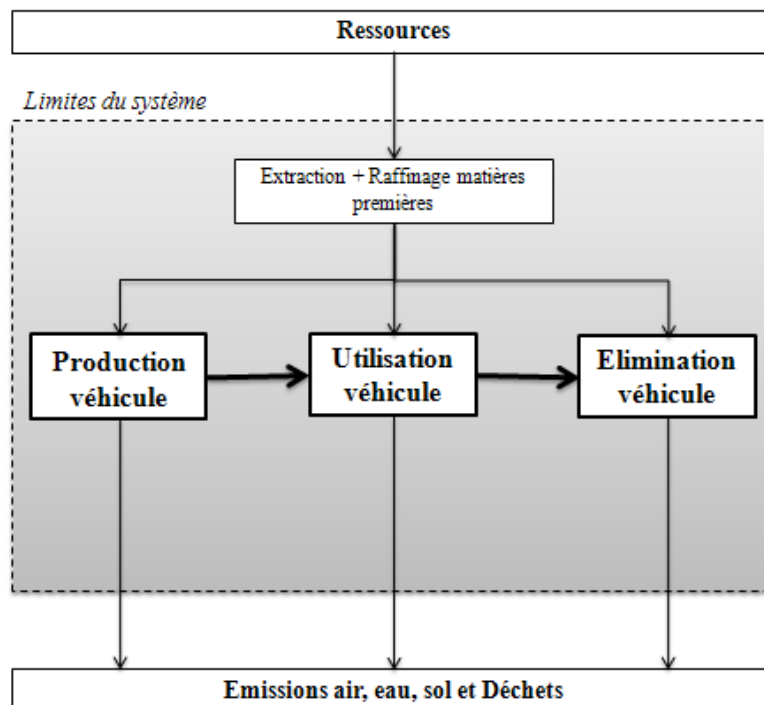 Ressources
Limites du système
Extraction + Raffinage matières
premières
Production
véhicule
Utilisation
véhicule
Elimination
véhicule
Emissions air, eau, sol et Déchets